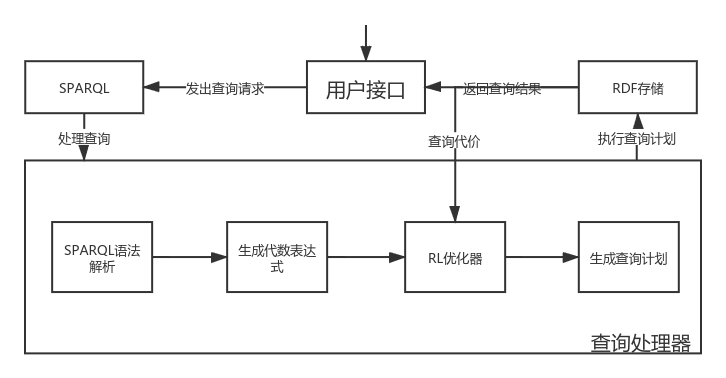 SPARQL
发出查询请求
用户接口
返回查询结果
RDF存储
处理查询
查询代价
执行查询计划
SPARQL语法
解析
生成代数表达
式
RL优化器
生成查询计划
查询处理器